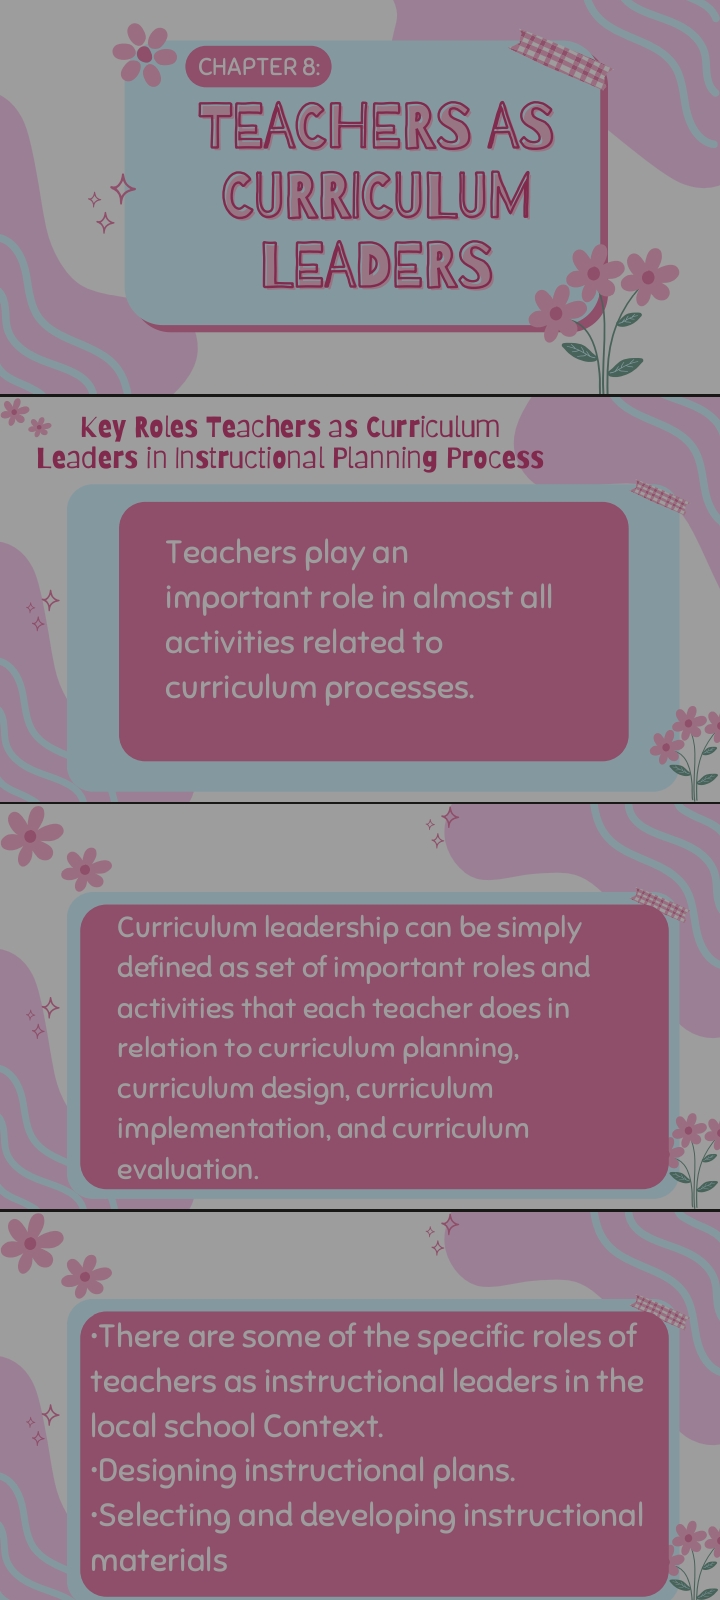 CHAPTER 8:
TEACHERS AS
CURRICULUM
LEADERS
Key Roles Teachers as Curriculum
Leaders in Instructional Planning Process
Teachers play an
important role in almost all
activities related to
curriculum processes.
Curriculum leadership can be simply
defined as set of important roles and
activities that each teacher does in
relation to curriculum planning,
curriculum design, curriculum
implementation, and curriculum
evaluation.
•There are some of the specific roles of
teachers as instructional leaders in the
local school Context.
•Designing instructional plans.
•Selecting and developing instructional
materials